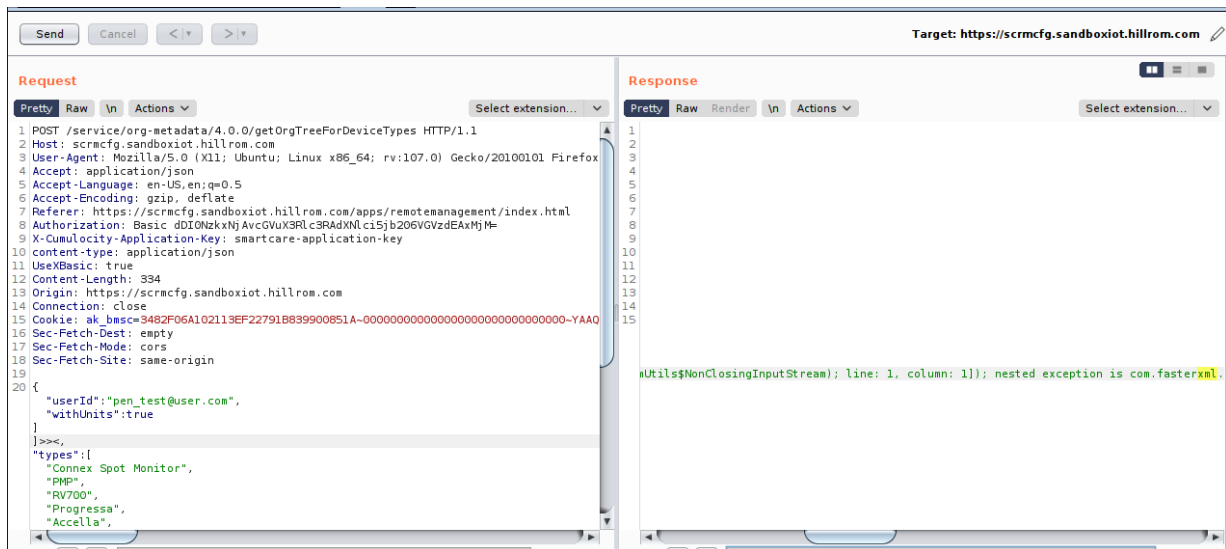 Send Cancel < > Target: https://scrmcfg.sandboxiot.hillrom.com
Request
Pretty Raw \n Actions Select extension...
1 POST /service/org-metadata/4.0.0/getOrgTreeForDeviceTypes HTTP/1.1
2 Host: scrmcfg.sandboxiot.hillrom.com
3 User-Agent: Mozilla/5.0 (X11; Ubuntu; Linux x86_64; rv:107.0) Gecko/20100101 Firefox
4 Accept: application/json
5 Accept-Language: en-US,en;q=0.5
6 Accept-Encoding: gzip, deflate
7 Referer: https://scrmcfg.sandboxiot.hillrom.com/apps/remotemanagement/index.html
8 Authorization: Basic dDI0NzkxNjAvcGVuX3Rlc3RAdXNlci5jb206VGVzdEAxMjM=
9 X-Cumulocity-Application-Key: smartcare-application-key
10 content-type: application/json
11 UseXBasic: true
12 Content-Length: 334
13 Origin: https://scrmcfg.sandboxiot.hillrom.com
14 Connection: close
15 Cookie: ak_bmsc=3482F06A102113EF22791B839900851A~000000000000000000000000000000~YAAQ
16 Sec-Fetch-Dest: empty
17 Sec-Fetch-Mode: cors
18 Sec-Fetch-Site: same-origin
19
20 {
"userId":"pen_test@user.com",
"withUnits":true
]
]>><,
"types":[
"Connex Spot Monitor",
"PMP",
"RV700",
"Progressa",
"Accella",
Response
Pretty Raw Render \n Actions Select extension...
1
2
3
4
5
6
7
8
9
10
11
12
13
14
15
mUtils$NonClosingInputStream); line: 1, column: 1]); nested exception is com.fasterxml.